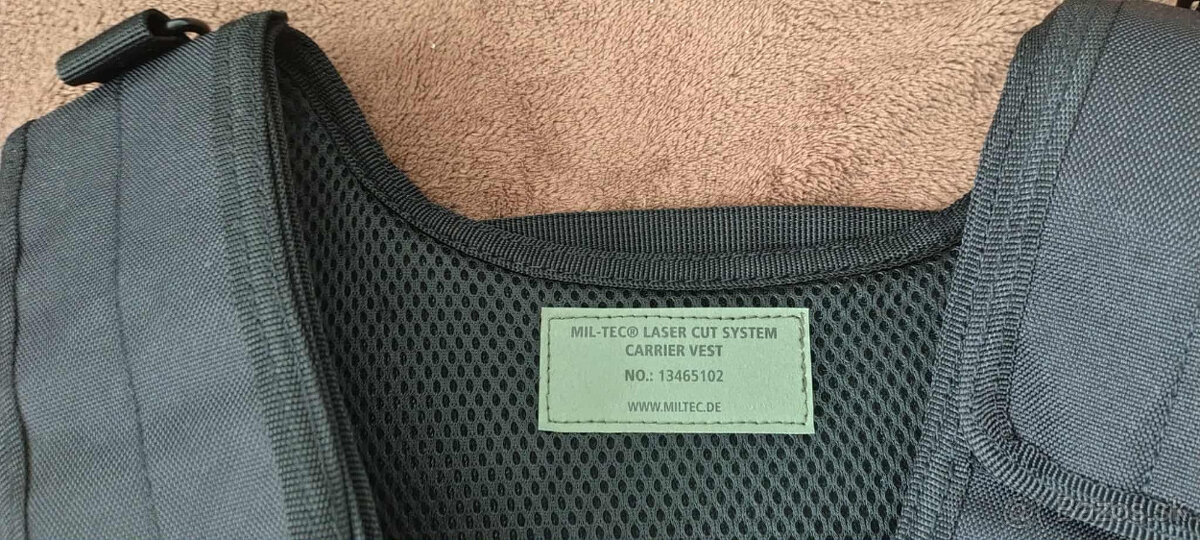 MIL-TEC® LASER CUT SYSTEM
CARRIER VEST
NO.: 13465102
WWW.MILTEC.DE